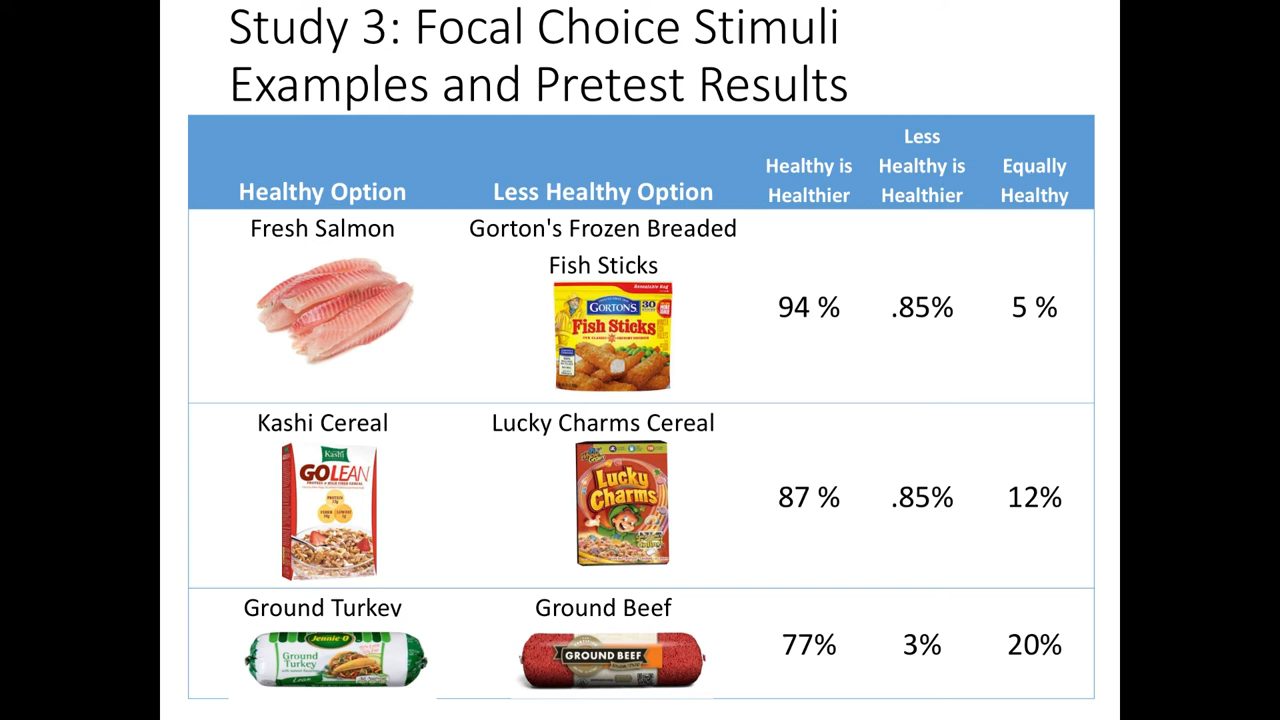 Study 3: Focal Choice Stimuli
Examples and Pretest Results
Healthy Option
Less Healthy Option
Healthy is
Healthier
Less
Healthy is
Healthier
Equally
Healthy
Fresh Salmon
Gorton's Frozen Breaded
Fish Sticks
GORTON'S
30
Fish Sticks
94 %
.85%
5 %
Kashi Cereal
Lucky Charms Cereal
Kashi
GOLEAN
Lucky
Charms
87 %
.85%
12%
Ground Turkey
Ground Beef
Jennie-O
Ground
Turkey
Lean
GROUND BEEF
77%
3%
20%